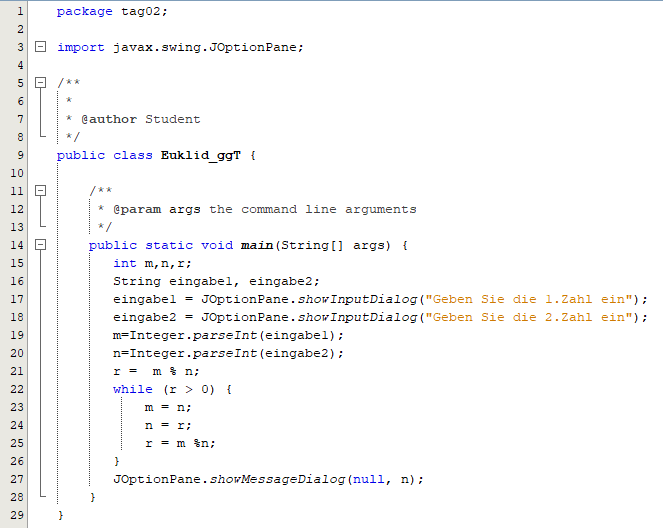 1 package tag02;
2
3 import javax.swing.JOptionPane;
4
5 /**
6 *
7 * @author Student
8 */
9 public class Euklid_ggT {
10
11 /**
12 * @param args the command line arguments
13 */
14 public static void main(String[] args) {
15 int m,n,r;
16 String eingabe1, eingabe2;
17 eingabe1 = JOptionPane.showInputDialog("Geben Sie die 1.Zahl ein");
18 eingabe2 = JOptionPane.showInputDialog("Geben Sie die 2.Zahl ein");
19 m=Integer.parseInt(eingabe1);
20 n=Integer.parseInt(eingabe2);
21 r =  m % n;
22 while (r > 0) {
23 m = n;
24 n = r;
25 r = m %n;
26 }
27 JOptionPane.showMessageDialog(null, n);
28 }
29 }